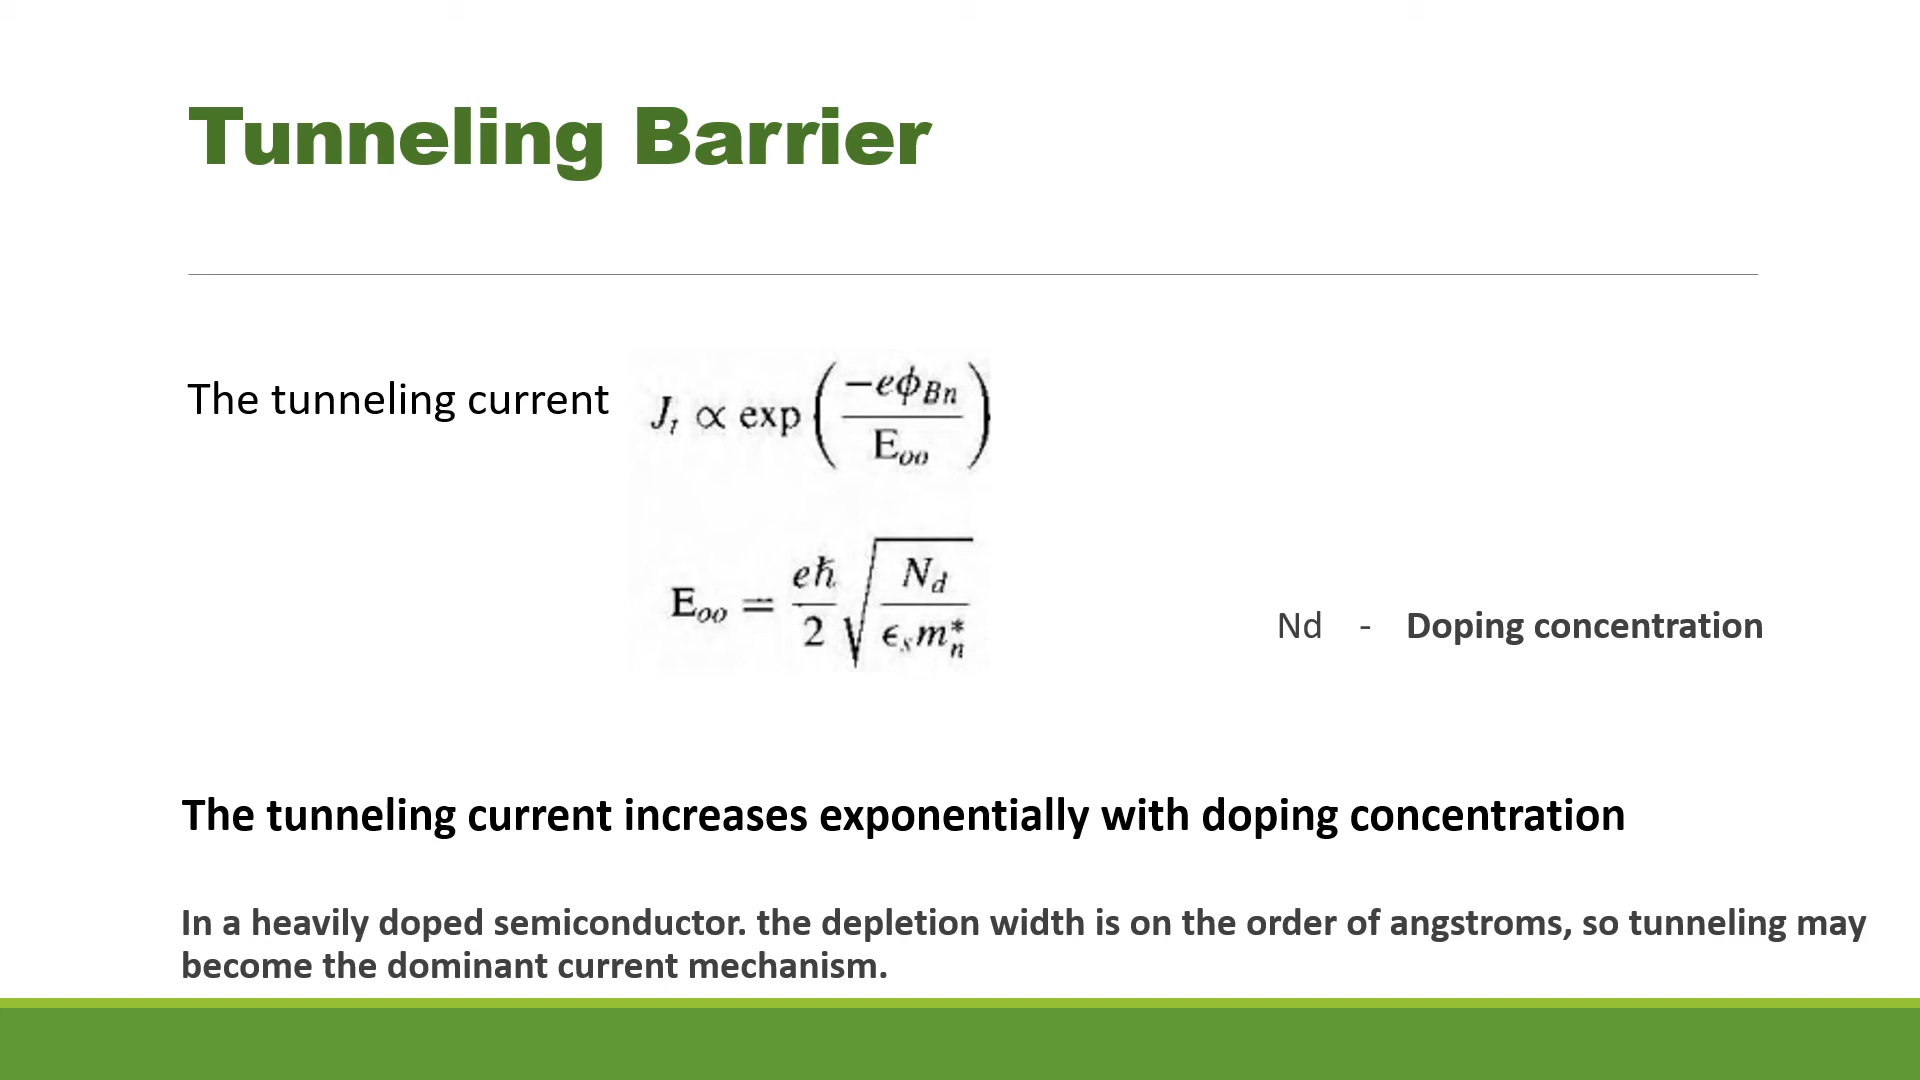 Tunneling Barrier
The tunneling current
J_t ∝ exp(−eϕ_Bn / E_oo)
E_oo = eħ/2 √(N_d / ϵ_s m*_n)
Nd - Doping concentration
The tunneling current increases exponentially with doping concentration
In a heavily doped semiconductor. the depletion width is on the order of angstroms, so tunneling may
become the dominant current mechanism.